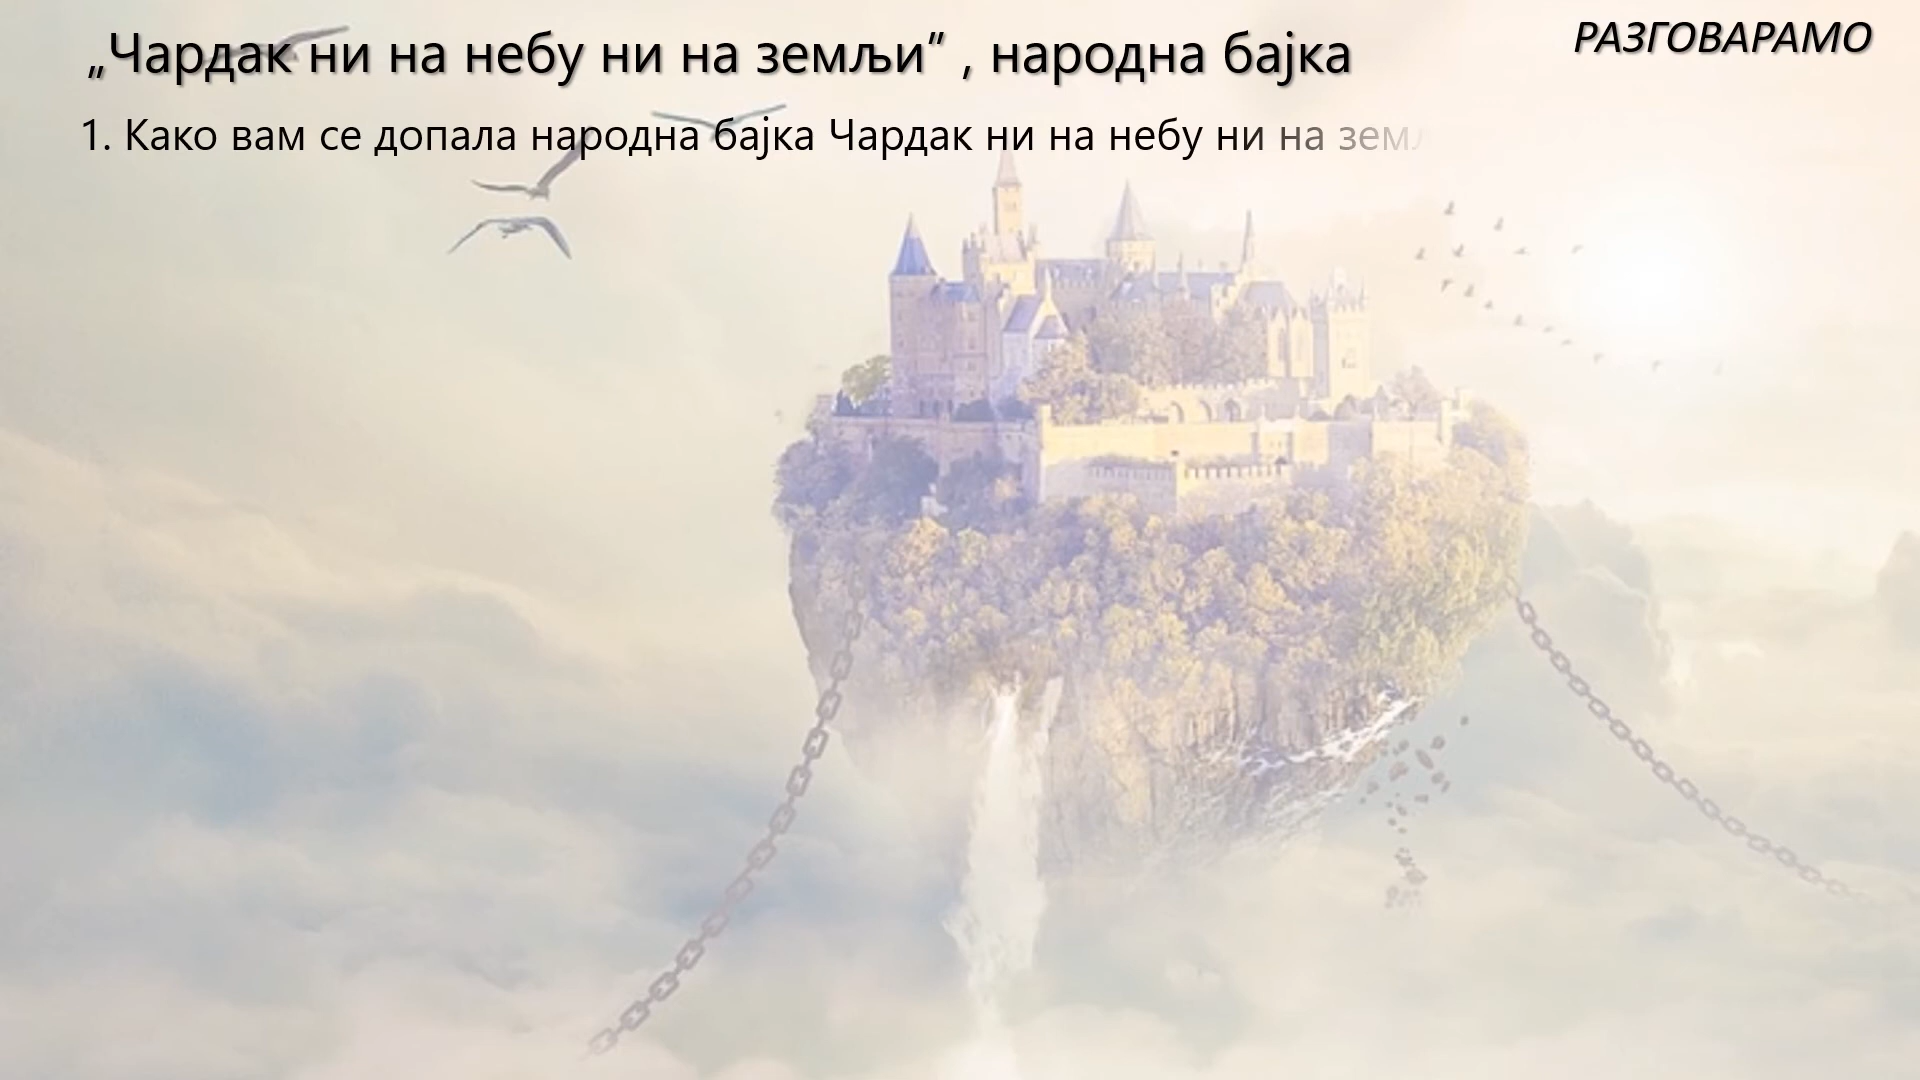 „Чардак ни на небу ни на земљи” , народна бајка
РАЗГОВАРАМО
1. Како вам се допала народна бајка Чардак ни на небу ни на